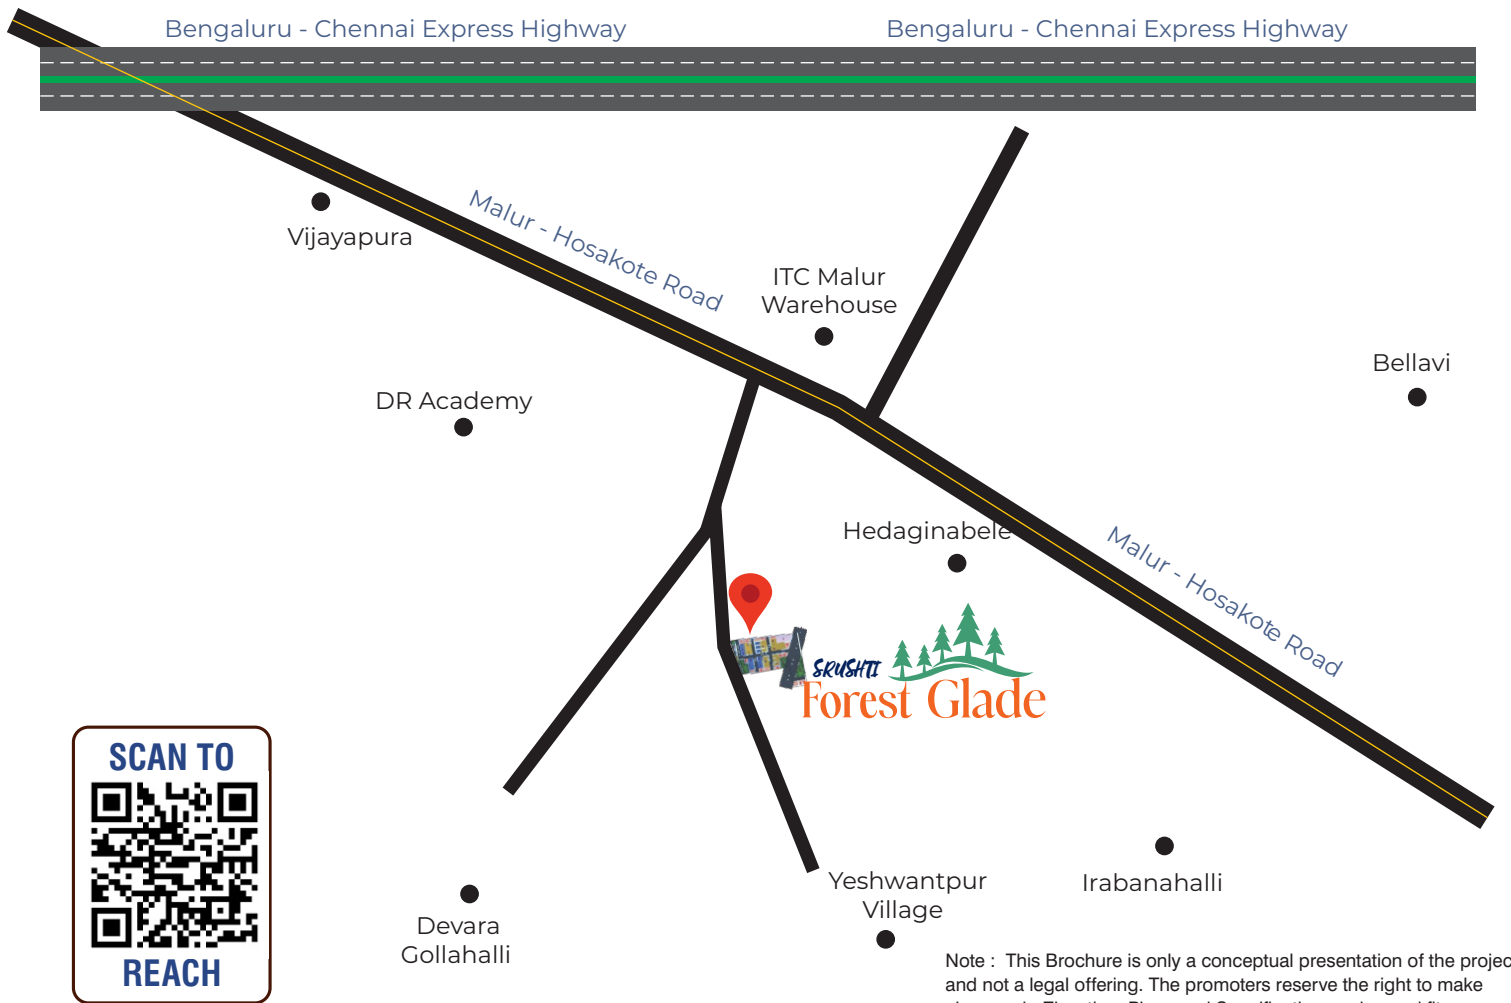 Bengaluru - Chennai Express Highway
Bengaluru - Chennai Express Highway
Vijayapura
Malur - Hosakote Road
ITC Malur
Warehouse
Bellavi
DR Academy
Hedaginabele
Malur - Hosakote Road
SRUSHTI
Forest Glade
SCAN TO
REACH
Devara
Gollahalli
Yeshwantpur
Village
Irabanahalli
Note : This Brochure is only a conceptual presentation of the projec
and not a legal offering. The promoters reserve the right to make